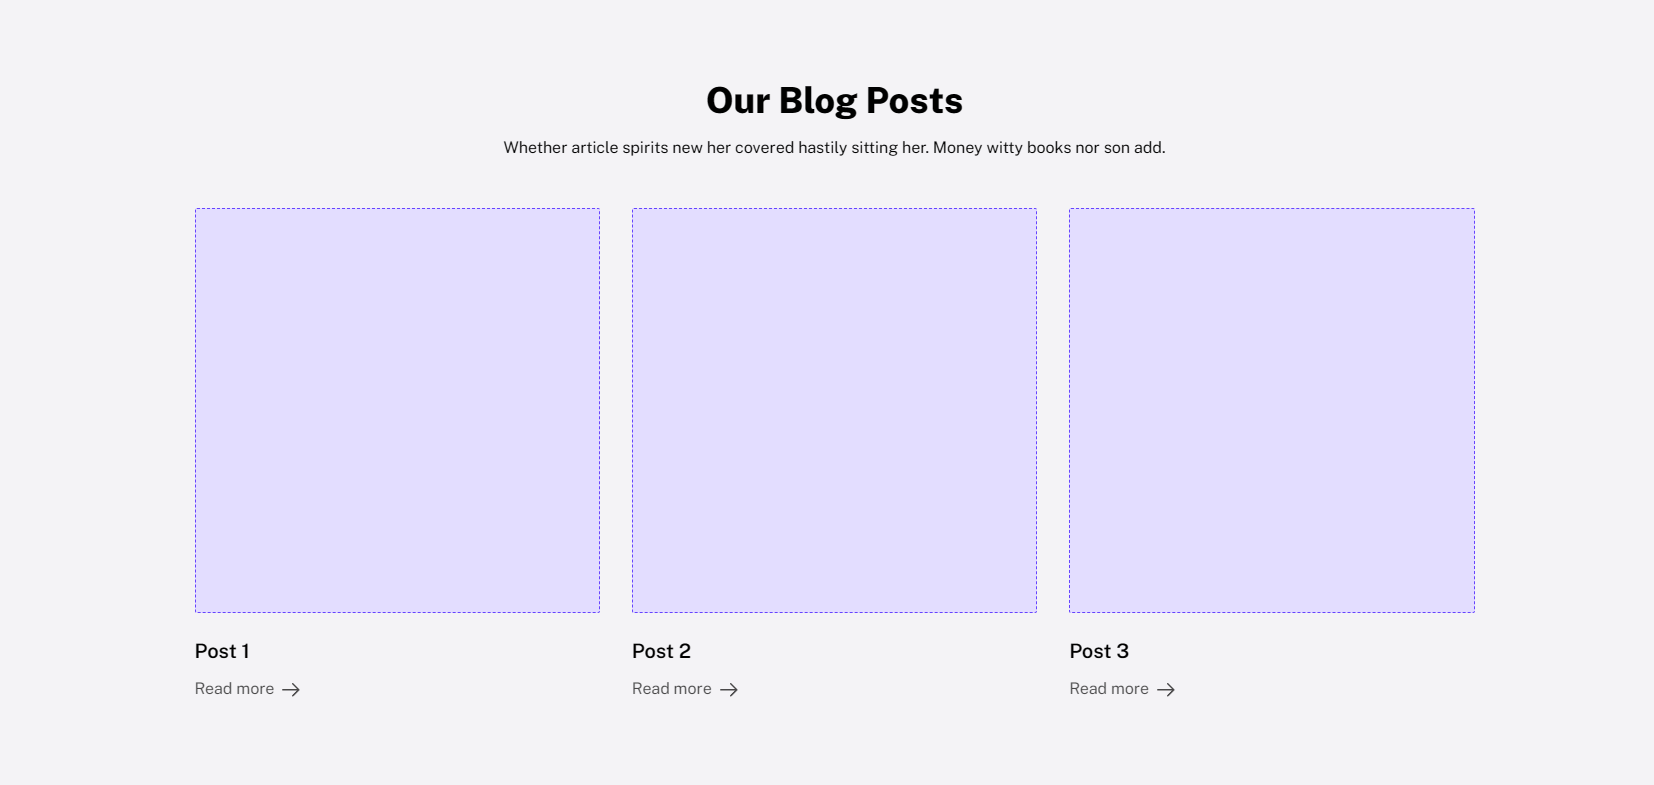 Our Blog Posts
Whether article spirits new her covered hastily sitting her. Money witty books nor son add.
Post 1
Read more
Post 2
Read more
Post 3
Read more